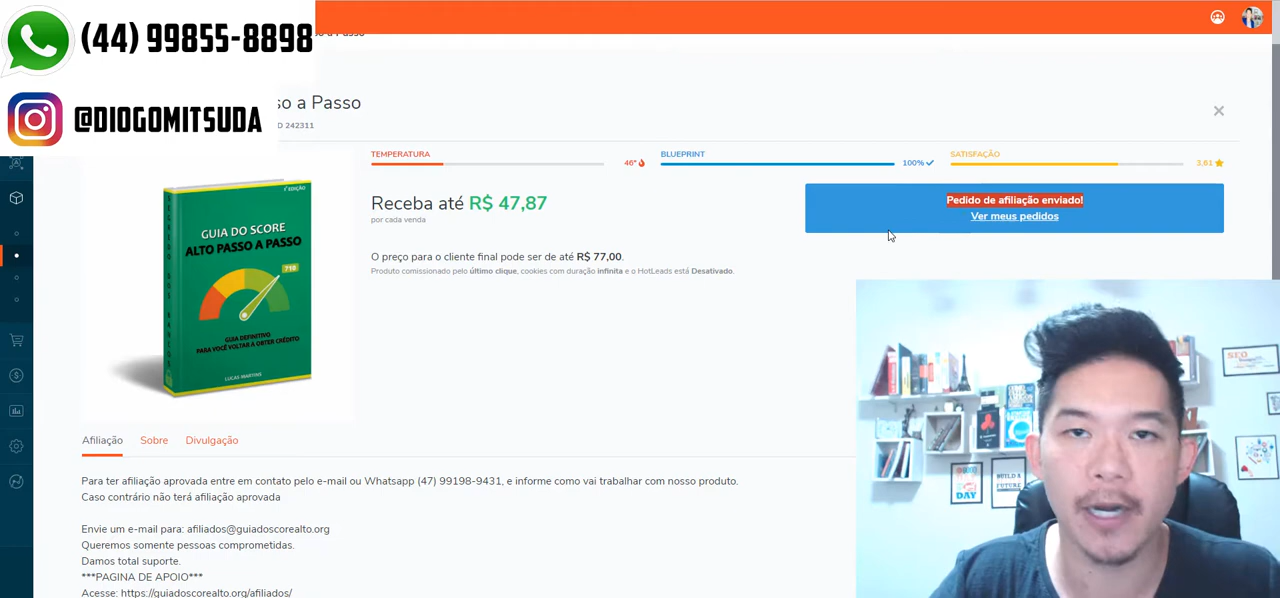 (44) 99855-8898
@DIOGOMITSUDA
so a Passo
D 242311
TEMPERATURA
46°
BLUEPRINT
100%
SATISFAÇÃO
3,61
Receba até R$ 47,87
por cada venda
Pedido de afiliação enviado!
Ver meus pedidos
O preço para o cliente final pode ser de até R$ 77,00.
Produto comissionado pelo último clique, cookies com duração infinita e o HotLeads está Desativado.
1ª EDIÇÃO
GUIA DO SCORE
ALTO PASSO A PASSO
710
GUIA DEFINITIVO
PARA VOCÊ VOLTAR A OBTER CRÉDITO
LUCAS MARTINS
Afiliação
Sobre
Divulgação
Para ter afiliação aprovada entre em contato pelo e-mail ou Whatsapp (47) 99198-9431, e informe como vai trabalhar com nosso produto.
Caso contrário não terá afiliação aprovada
Envie um e-mail para: afiliados@guiadoscorealto.org
Queremos somente pessoas comprometidas.
Damos total suporte.
***PAGINA DE APOIO***
Acesse: https://guiadoscorealto.org/afiliados/
SEO
BUILD A
DAY